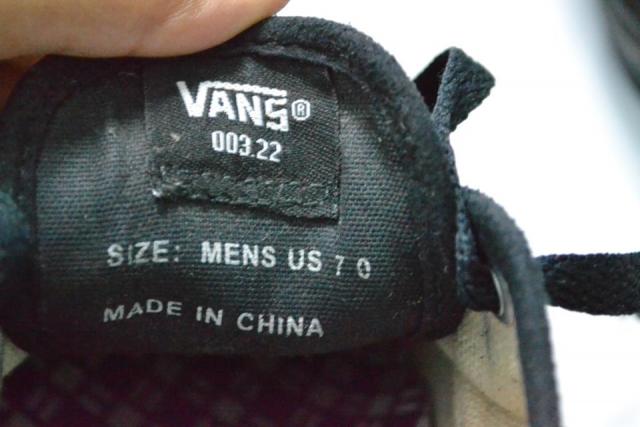 VANS®
003.22
SIZE: MENS US 7 0
MADE IN CHINA